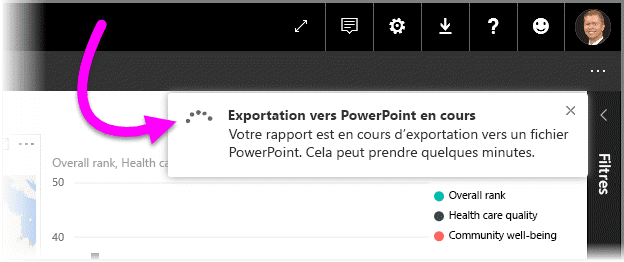 Exportation vers PowerPoint en cours
Votre rapport est en cours d’exportation vers un fichier
PowerPoint. Cela peut prendre quelques minutes.
Filtres
Overall rank, Health ca
50
Overall rank
Health care quality
40
Community well-being